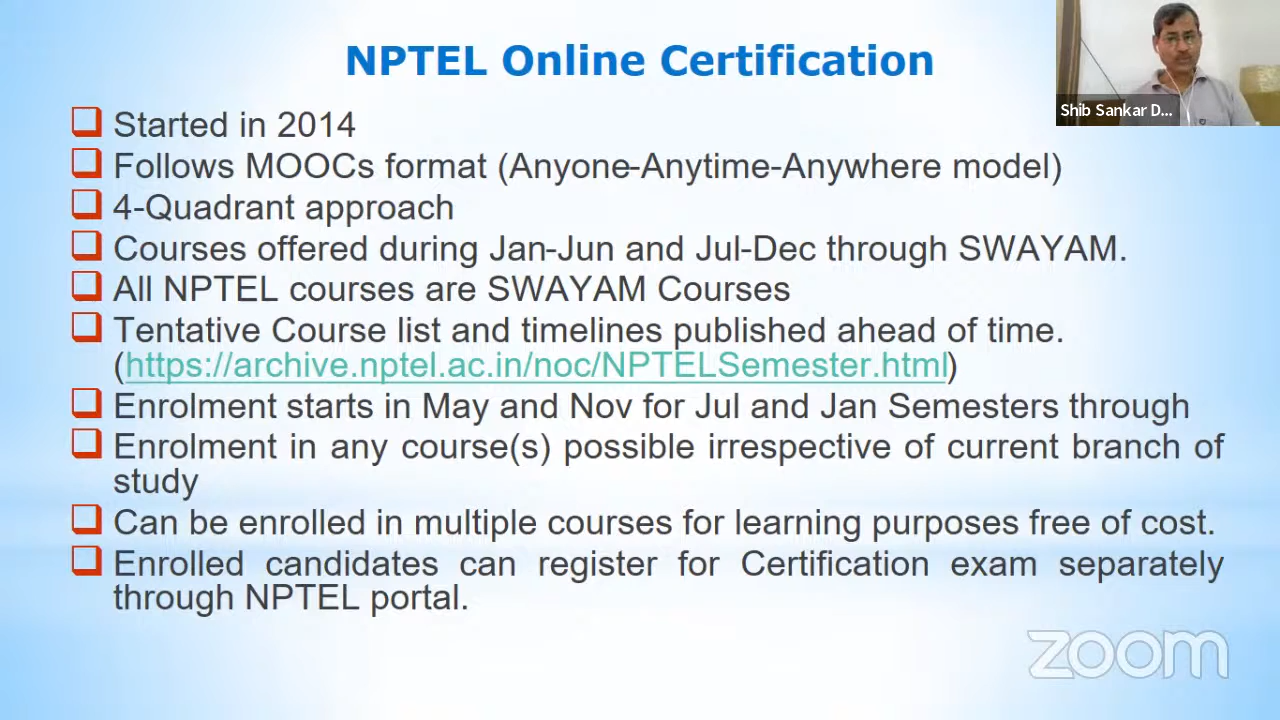 NPTEL Online Certification
Shib Sankar D...
Started in 2014
Follows MOOCs format (Anyone-Anytime-Anywhere model)
4-Quadrant approach
Courses offered during Jan-Jun and Jul-Dec through SWAYAM.
All NPTEL courses are SWAYAM Courses
Tentative Course list and timelines published ahead of time.
(https://archive.nptel.ac.in/noc/NPTELSemester.html)
Enrolment starts in May and Nov for Jul and Jan Semesters through
Enrolment in any course(s) possible irrespective of current branch of
study
Can be enrolled in multiple courses for learning purposes free of cost.
Enrolled candidates can register for Certification exam separately
through NPTEL portal.
zoom